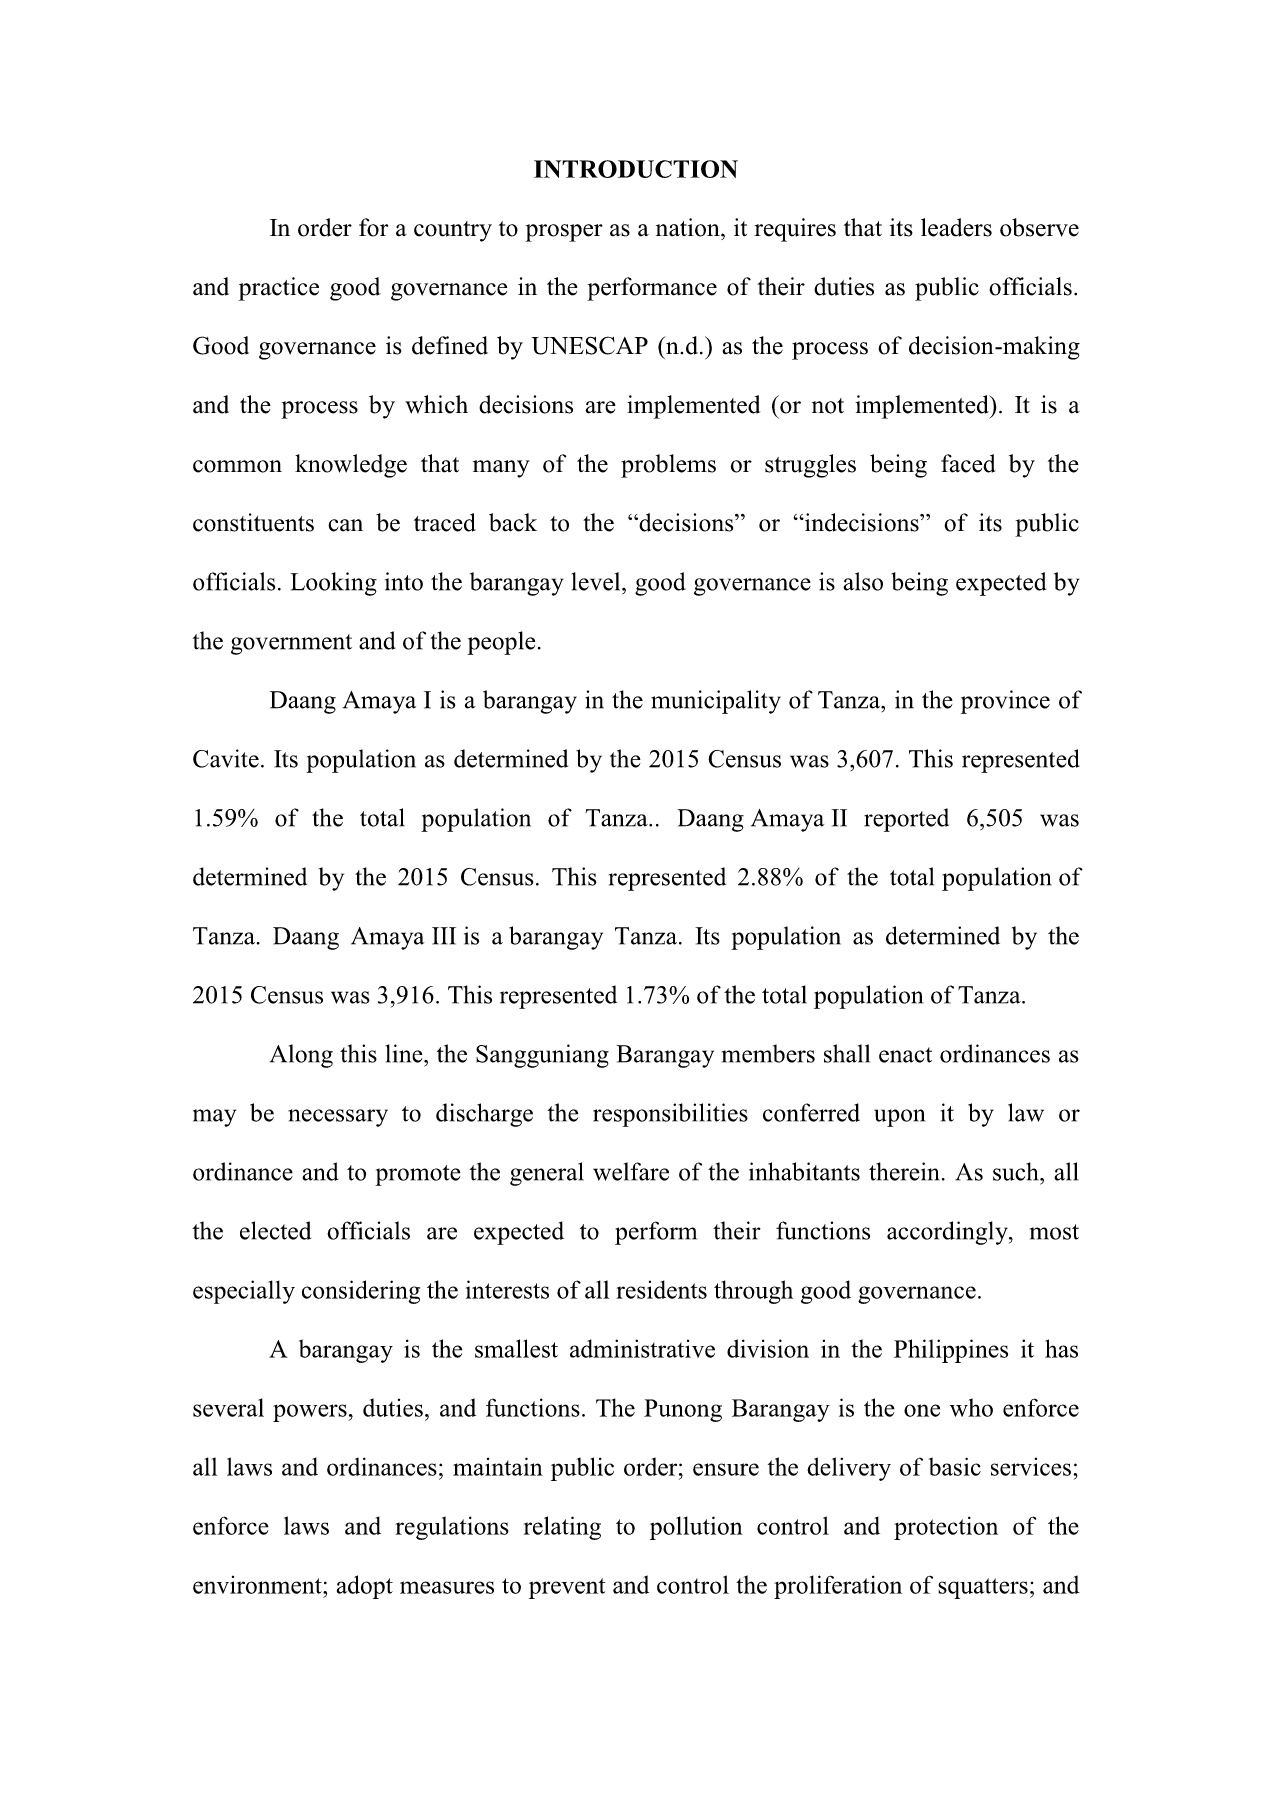 INTRODUCTION
In order for a country to prosper as a nation, it requires that its leaders observe
and practice good governance in the performance of their duties as public officials.
Good governance is defined by UNESCAP (n.d.) as the process of decision-making
and the process by which decisions are implemented (or not implemented). It is a
common knowledge that many of the problems or struggles being faced by the
constituents can be traced back to the “decisions” or “indecisions” of its public
officials. Looking into the barangay level, good governance is also being expected by
the government and of the people.
Daang Amaya I is a barangay in the municipality of Tanza, in the province of
Cavite. Its population as determined by the 2015 Census was 3,607. This represented
1.59% of the total population of Tanza.. Daang Amaya II reported 6,505 was
determined by the 2015 Census. This represented 2.88% of the total population of
Tanza. Daang Amaya III is a barangay Tanza. Its population as determined by the
2015 Census was 3,916. This represented 1.73% of the total population of Tanza.
Along this line, the Sangguniang Barangay members shall enact ordinances as
may be necessary to discharge the responsibilities conferred upon it by law or
ordinance and to promote the general welfare of the inhabitants therein. As such, all
the elected officials are expected to perform their functions accordingly, most
especially considering the interests of all residents through good governance.
A barangay is the smallest administrative division in the Philippines it has
several powers, duties, and functions. The Punong Barangay is the one who enforce
all laws and ordinances; maintain public order; ensure the delivery of basic services;
enforce laws and regulations relating to pollution control and protection of the
environment; adopt measures to prevent and control the proliferation of squatters; and